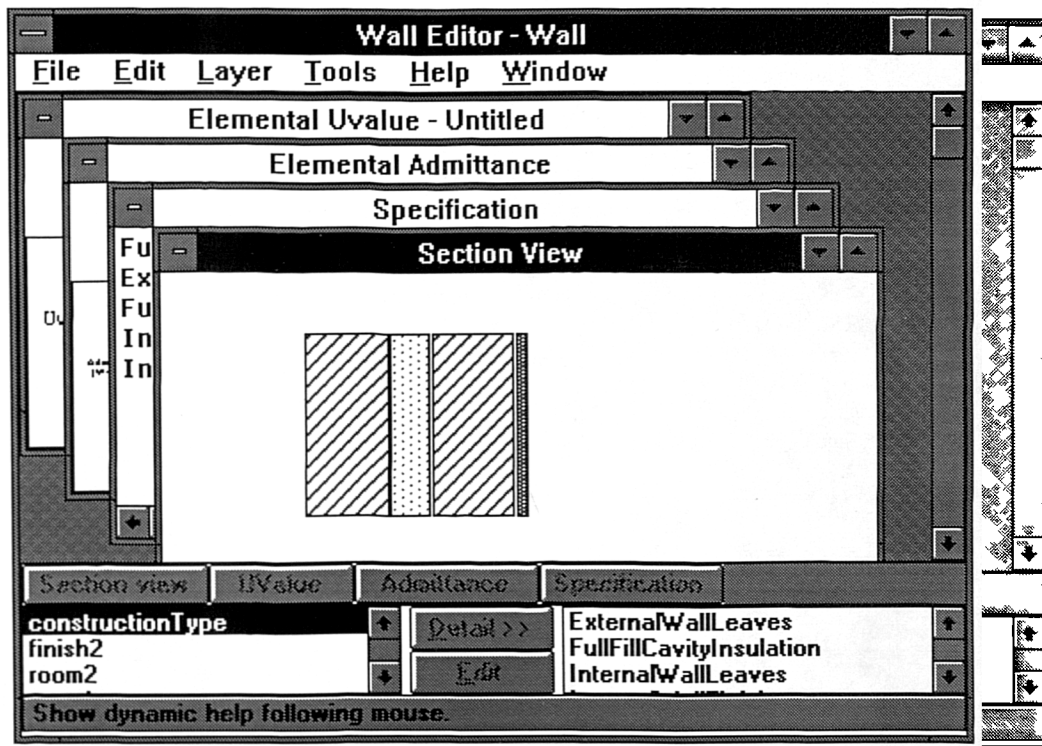 Wall Editor - Wall
File Edit Layer Tools Help Window
Elemental Uvalue - Untitled
Elemental Admittance
Specification
Section View
Fu
Ex
Fu
In
In
Section view UValue Admittance Specification
constructionType
finish2
room2
Detail >>
Edit
ExternalWallLeaves
FullFillCavityInsulation
InternalWallLeaves
Show dynamic help following mouse.